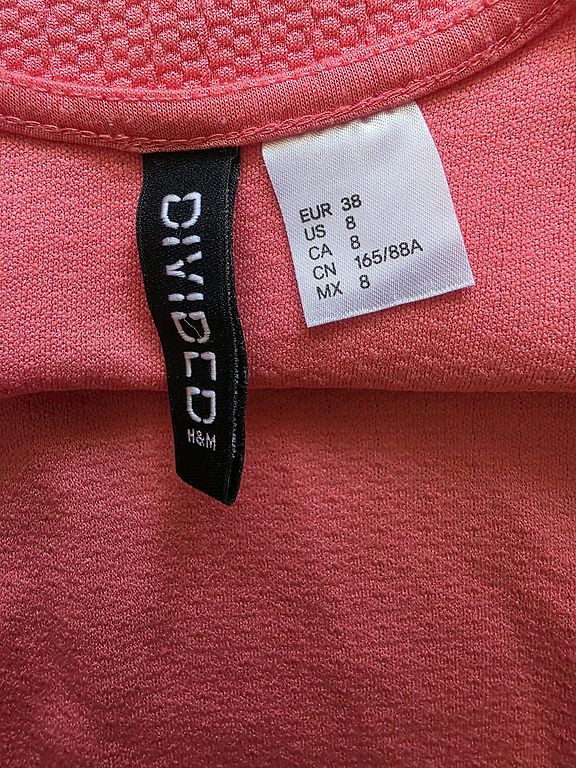 DIVIDED
H&M
EUR 38
US 8
CA 8
CN 165/88A
MX 8